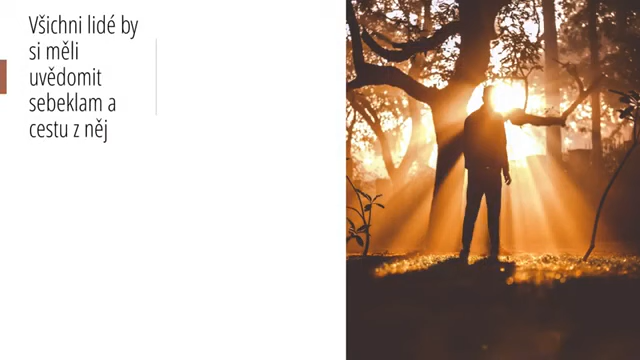 Všichni lidé by
si měli
uvědomit
sebeklam a
cestu z něj